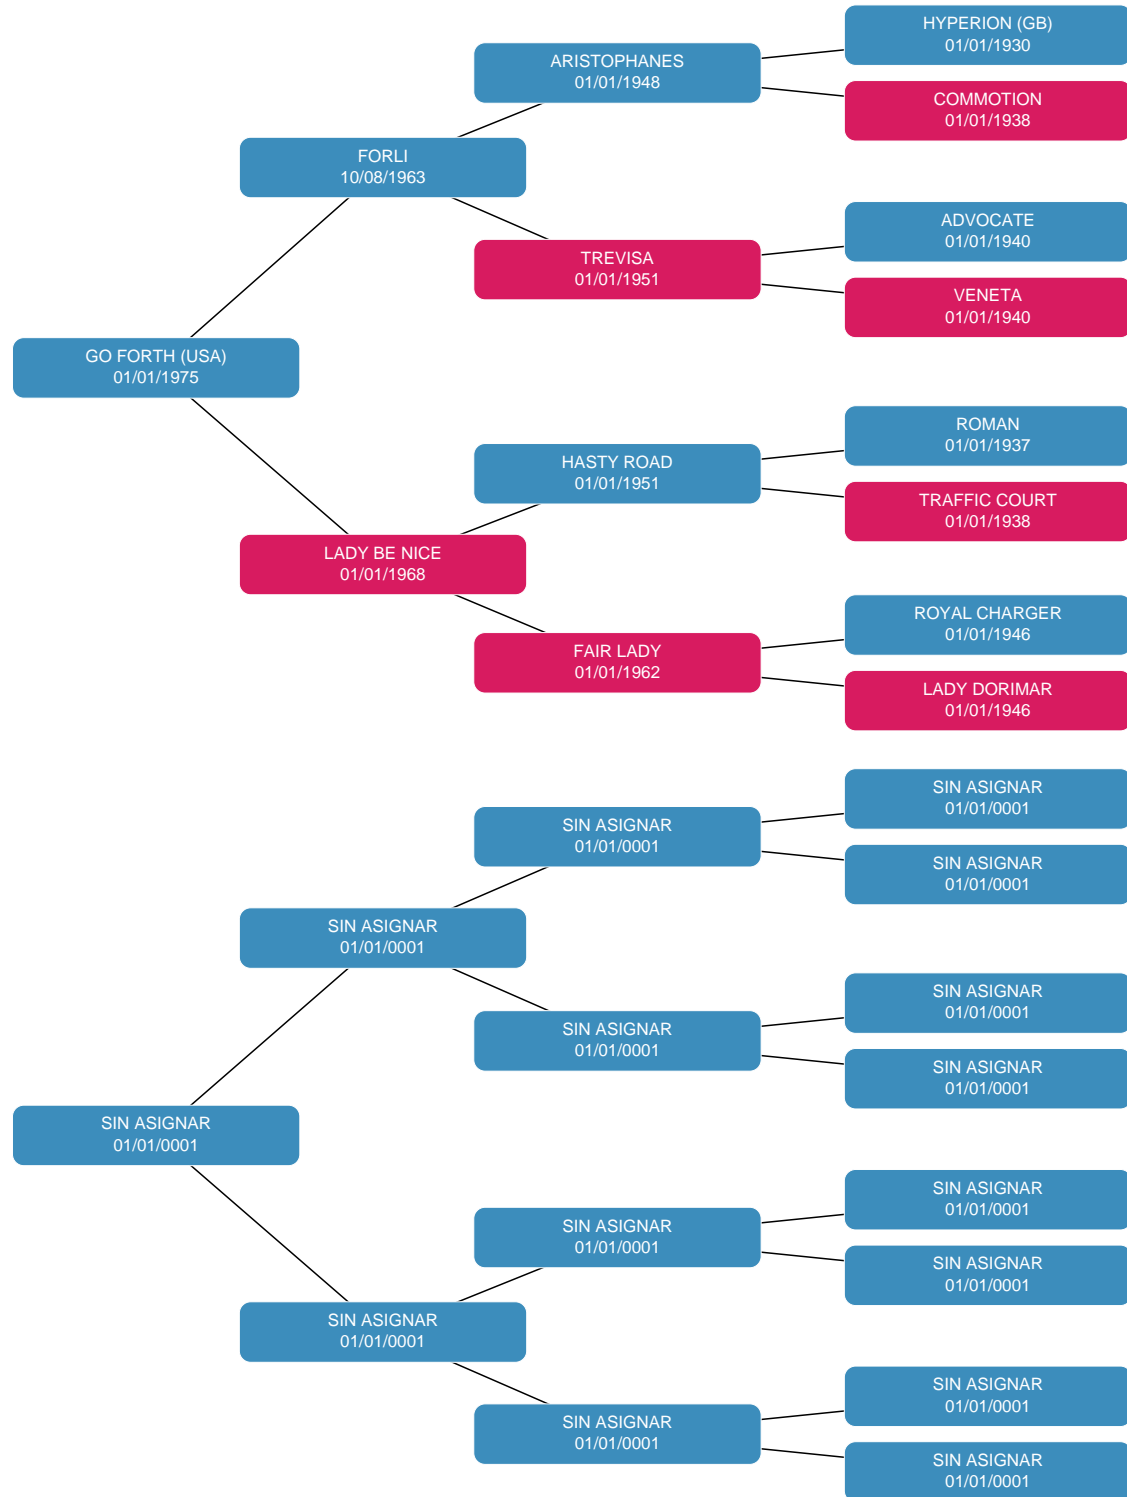 HYPERION (GB)
01/01/1930
ARISTOPHANES
01/01/1948
COMMOTION
01/01/1938
FORLI
10/08/1963
ADVOCATE
01/01/1940
TREVISA
01/01/1951
VENETA
01/01/1940
GO FORTH (USA)
01/01/1975
ROMAN
01/01/1937
HASTY ROAD
01/01/1951
TRAFFIC COURT
01/01/1938
LADY BE NICE
01/01/1968
ROYAL CHARGER
01/01/1946
FAIR LADY
01/01/1962
LADY DORIMAR
01/01/1946
SIN ASIGNAR
01/01/0001
SIN ASIGNAR
01/01/0001
SIN ASIGNAR
01/01/0001
SIN ASIGNAR
01/01/0001
SIN ASIGNAR
01/01/0001
SIN ASIGNAR
01/01/0001
SIN ASIGNAR
01/01/0001
SIN ASIGNAR
01/01/0001
SIN ASIGNAR
01/01/0001
SIN ASIGNAR
01/01/0001
SIN ASIGNAR
01/01/0001
SIN ASIGNAR
01/01/0001
SIN ASIGNAR
01/01/0001
SIN ASIGNAR
01/01/0001
SIN ASIGNAR
01/01/0001